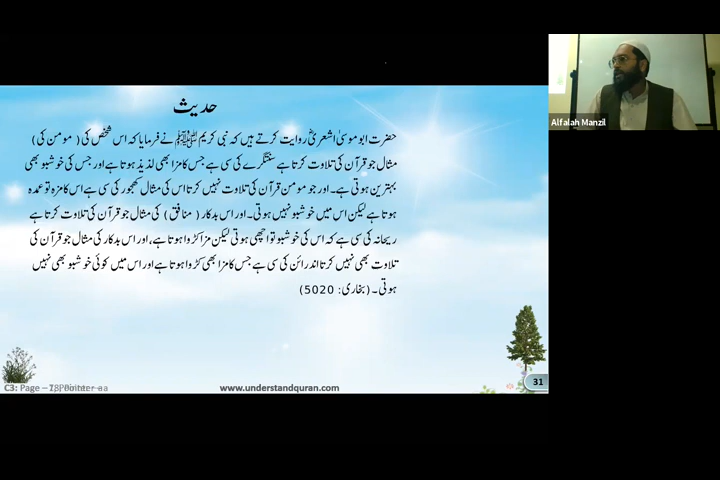 حدیث
حضرت ابو موسیٰ اشعریؓ روایت کرتے ہیں کہ نبی کریم ﷺ نے فرمایا کہ اس شخص کی ( مومن کی )
مثال جو قرآن کی تلاوت کرتا ہے سنگترے کی سی ہے جس کا مزا بھی لذیذ ہوتا ہے اور جس کی خوشبو بھی
بہترین ہوتی ہے۔ اور جو مومن قرآن کی تلاوت نہیں کرتا اس کی مثال کھجور کی سی ہے اس کا مزہ تو عمدہ
ہوتا ہے لیکن اس میں خوشبو نہیں ہوتی۔ اور اس بدکار ( منافق ) کی مثال جو قرآن کی تلاوت کرتا ہے
ریحانہ کی سی ہے کہ اس کی خوشبو تو اچھی ہوتی لیکن مزا کڑوا ہوتا ہے، اور اس بدکار کی مثال جو قرآن کی
تلاوت بھی نہیں کرتا اندرائن کی سی ہے جس کا مزا بھی کڑوا ہوتا ہے اور اس میں کوئی خوشبو بھی نہیں
ہوتی۔ (بخاری: 5020)
C3: Page –
www.understandquran.com
31
Alfalah Manzil